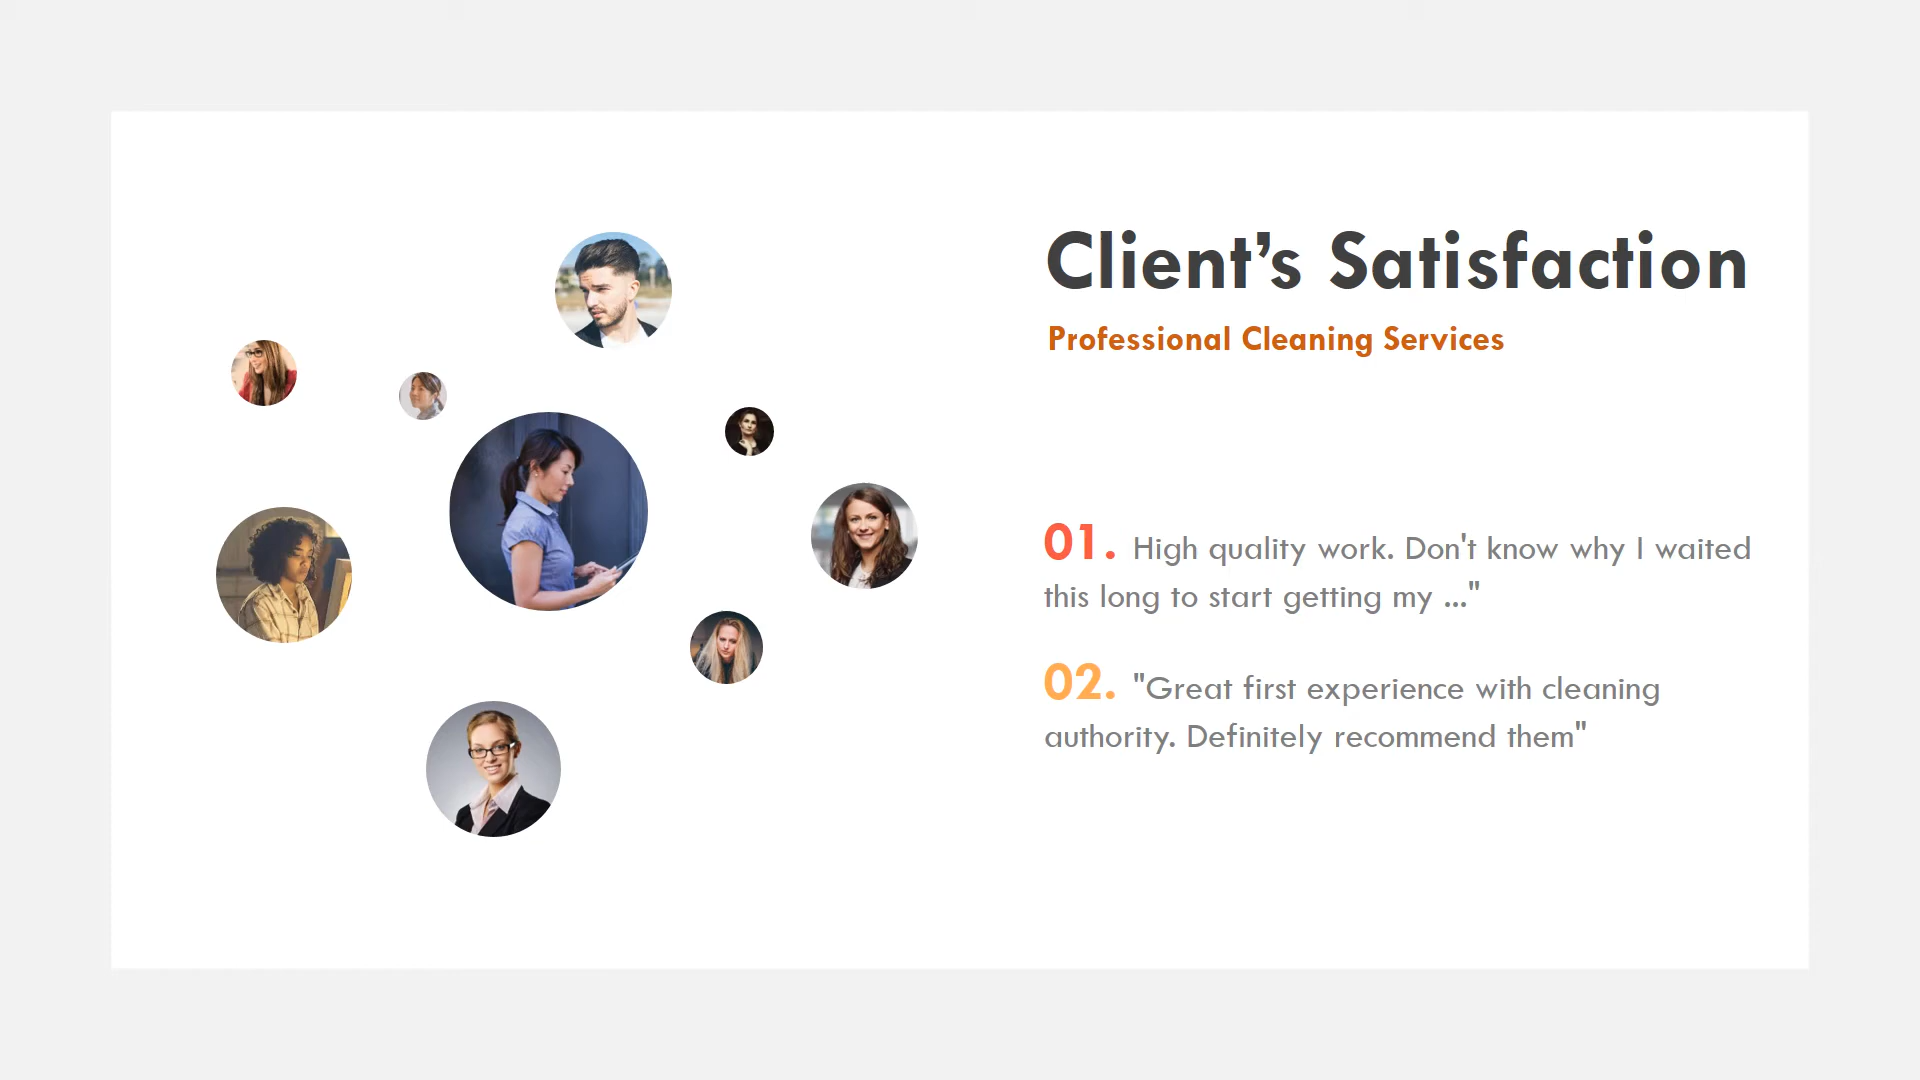 Client’s Satisfaction
Professional Cleaning Services
01. High quality work. Don't know why I waited
this long to start getting my ..."
02. "Great first experience with cleaning
authority. Definitely recommend them"